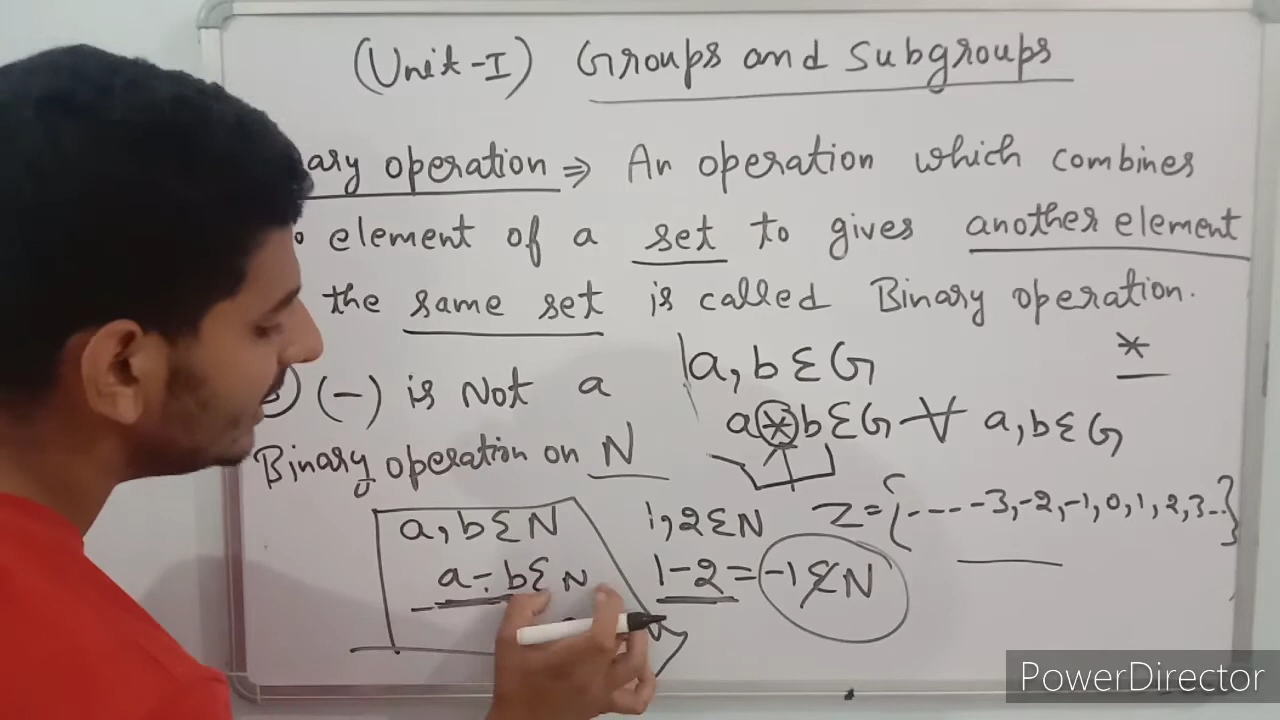 (Unit-I) Groups and Subgroups
ary operation ⇒ An operation which combines
o element of a set to gives another element
the same set is called Binary operation.
*
a, b ∈ G
(-) is Not a
a * b ∈ G ∀ a, b ∈ G
Binary operation on N
a, b ∈ N
1, 2 ∈ N
Z = {.... -3, -2, -1, 0, 1, 2, 3..}
a - b ∈ N
1 - 2 = -1 ∉ N
PowerDirector